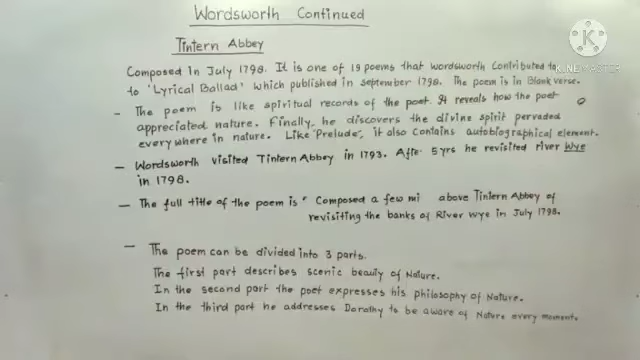 Wordsworth Continued
Tintern Abbey
Composed in July 1798. It is one of 19 poems that wordsworth contributed to
to 'Lyrical Ballad' which published in september 1798. The poem is in Blank verse.
- The poem is like spiritual records of the poet. It reveals how the poet
appreciated nature. Finally, he discovers the divine spirit pervaded
everywhere in nature. Like 'Prelude', it also contains autobiographical element.
- Wordsworth visited Tintern Abbey in 1793. After 5yrs he revisited river Wye
in 1798.
- The full title of the poem is " Composed a few mi above Tintern Abbey of
revisiting the banks of River Wye in July 1798.
- The poem can be divided into 3 parts.
The first part describes scenic beauty of Nature.
In the second part the poet expresses his philosophy of Nature.
In the third part he addresses Dorathy to be aware of Nature every moment.
K
KINEMASTER